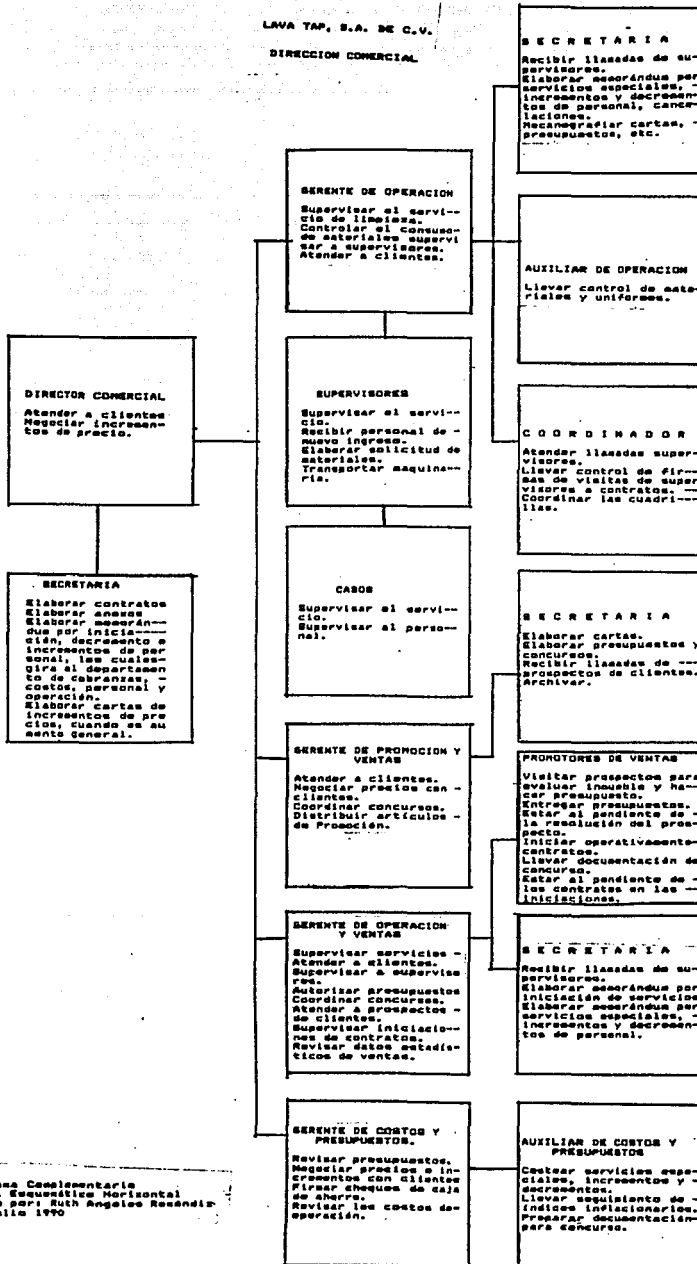 LAVA TAP, S.A. DE C.V.
DIRECCION COMERCIAL
DIRECTOR COMERCIAL
Atender a clientes
Negociar incremen-
tos de precio.
SECRETARIA
Elaborar contratos
Elaborar anexos
Elaborar memorán--
dum por inicia----
ción, decremento e
incrementos de per
sonal, los cuales-
gira al departamen
to de cobranzas, -
costos, personal y
operación.
Elaborar cartas de
incrementos de pre
cios, cuando es au
mento General.
GERENTE DE OPERACION
Supervisar el servi--
cio de limpieza.
Controlar el consumo-
de materiales supervi
sar a supervisores.
Atender a clientes.
SUPERVISORES
Supervisar el servi--
cio.
Recibir personal de -
nuevo ingreso.
Elaborar solicitud de
materiales.
Transportar maquina--
ria.
CABOS
Supervisar el servi--
cio.
Supervisar al perso--
nal.
GERENTE DE PROMOCION Y
VENTAS
Atender a clientes.
Negociar precios con -
clientes.
Coordinar concursos.
Distribuir artículos -
de Promoción.
GERENTE DE OPERACION
Y VENTAS
Supervisar servicios -
Atender a clientes.
Supervisar a superviso
res.
Autorizar presupuestos
Coordinar concursos.
Atender a prospectos -
de clientes.
Supervisar iniciacio--
nes de contratos.
Revisar datos estadís-
ticos de ventas.
GERENTE DE COSTOS Y
PRESUPUESTOS.
Revisar presupuestos.
Negociar precios e in-
crementos con clientes
Firmar cheques de caja
de ahorro.
Revisar los costos de-
operación.
SECRETARIA
Recibir llamadas de su-
pervisores.
Elaborar memorándum por
servicios especiales, -
incrementos y decremen-
tos de personal, cance-
laciones.
Mecanografiar cartas, -
presupuestos, etc.
AUXILIAR DE OPERACION
Llevar control de mate-
riales y uniformes.
COORDINADOR
Atender llamadas super-
visores.
Llevar control de fir--
mas de visitas de super
visores a contratos. --
Coordinar las cuadri---
llas.
SECRETARIA
Elaborar cartas.
Elaborar presupuestos y
concursos.
Recibir llamadas de ---
prospectos de clientes.
Archivar.
PROMOTORES DE VENTAS
Visitar prospectos para
evaluar inmueble y ha--
cer presupuesto.
Entregar presupuestos.
Estar al pendiente de -
la resolución del pros-
pecto.
Iniciar operativamente-
contratos.
Llevar documentación de
concurso.
Estar al pendiente de -
los contratos en las --
iniciaciones.
SECRETARIA
Recibir llamadas de su-
pervisores.
Elaborar memorándum por
iniciación de servicios
Elaborar memorándum por
servicios especiales, -
incrementos y decremen-
tos de personal.
AUXILIAR DE COSTOS Y
PRESUPUESTOS
Costear servicios espe-
ciales, incrementos y -
decrementos.
Llevar seguimiento de -
índices inflacionarios.
Preparar documentación-
para concurso.
Complementario
Esquemático Horizontal
por: Ruth Angeles Reséndiz
1990